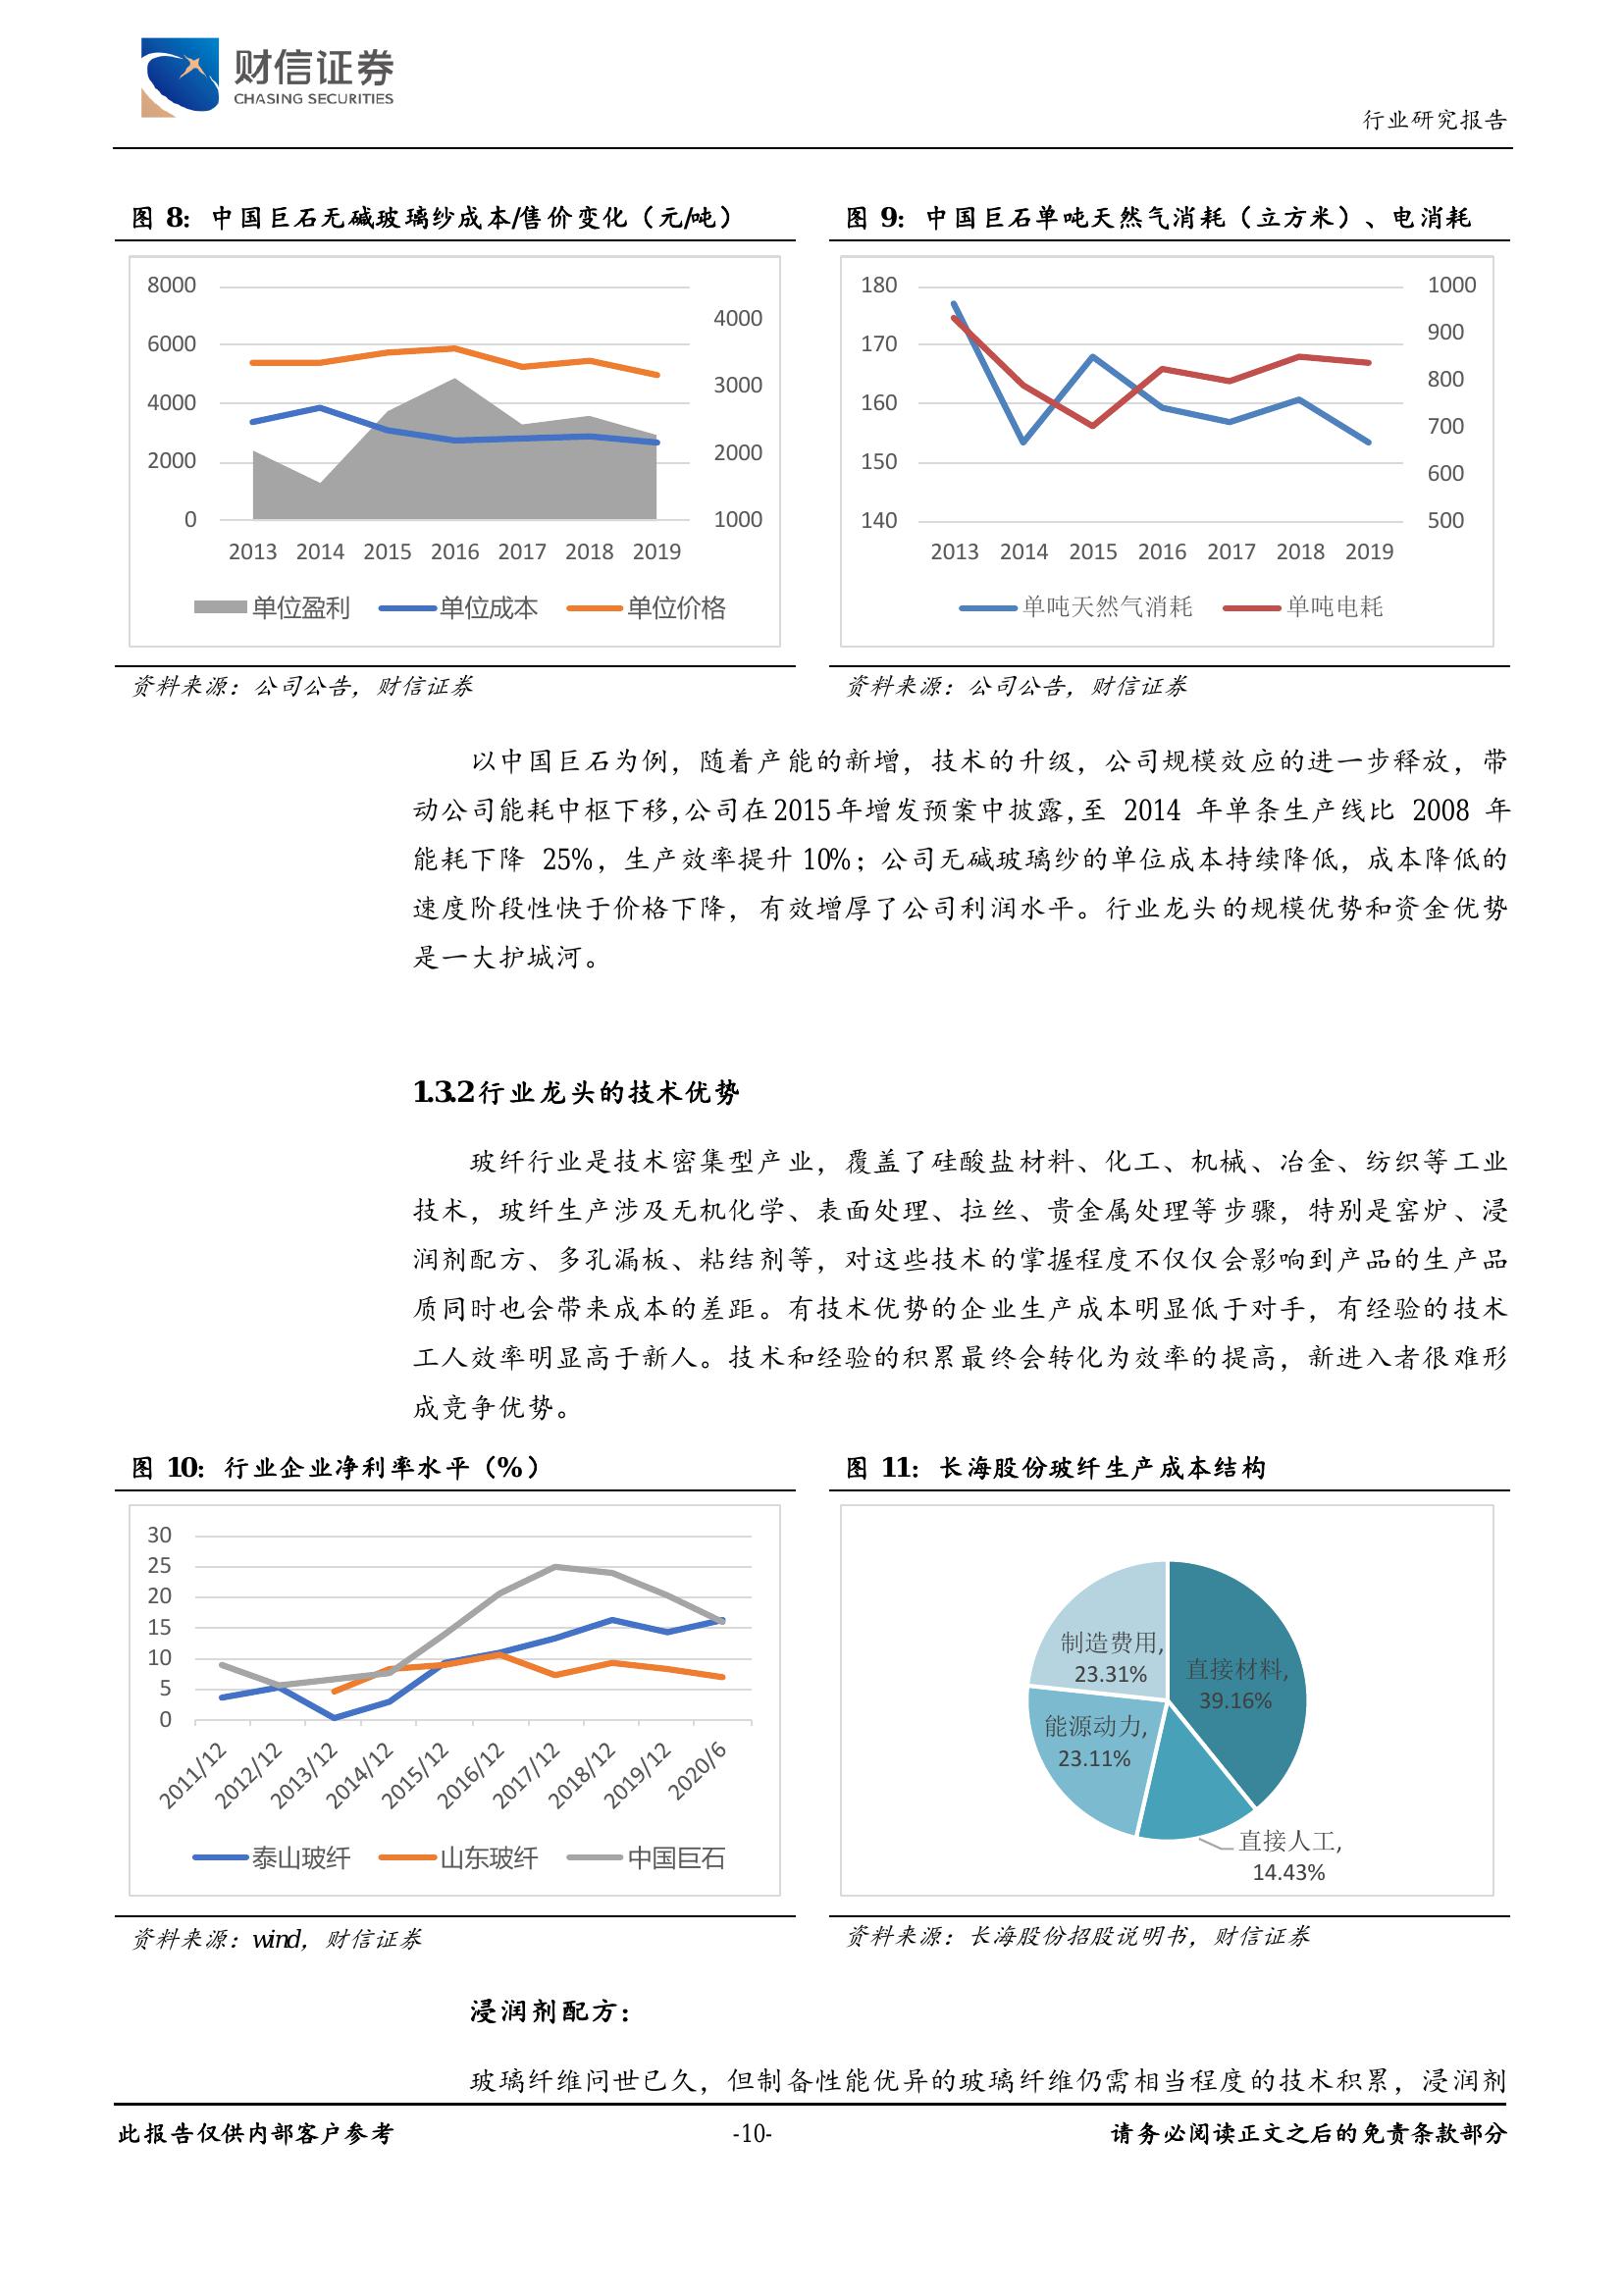 财信证券
CHASING SECURITIES
行业研究报告
图 8：中国巨石无碱玻璃纱成本/售价变化（元/吨）
8000
6000
4000
2000
0
4000
3000
2000
1000
2013 2014 2015 2016 2017 2018 2019
单位盈利 单位成本 单位价格
资料来源：公司公告，财信证券
图 9：中国巨石单吨天然气消耗（立方米）、电消耗
180
170
160
150
140
1000
900
800
700
600
500
2013 2014 2015 2016 2017 2018 2019
单吨天然气消耗 单吨电耗
资料来源：公司公告，财信证券
以中国巨石为例，随着产能的新增，技术的升级，公司规模效应的进一步释放，带
动公司能耗中枢下移,公司在2015年增发预案中披露,至 2014 年单条生产线比 2008 年
能耗下降 25%，生产效率提升 10%；公司无碱玻璃纱的单位成本持续降低，成本降低的
速度阶段性快于价格下降，有效增厚了公司利润水平。行业龙头的规模优势和资金优势
是一大护城河。
1.3.2行业龙头的技术优势
玻纤行业是技术密集型产业，覆盖了硅酸盐材料、化工、机械、冶金、纺织等工业
技术，玻纤生产涉及无机化学、表面处理、拉丝、贵金属处理等步骤，特别是窑炉、浸
润剂配方、多孔漏板、粘结剂等，对这些技术的掌握程度不仅仅会影响到产品的生产品
质同时也会带来成本的差距。有技术优势的企业生产成本明显低于对手，有经验的技术
工人效率明显高于新人。技术和经验的积累最终会转化为效率的提高，新进入者很难形
成竞争优势。
图 10：行业企业净利率水平（%）
30
25
20
15
10
5
0
2011/12 2012/12 2013/12 2014/12 2015/12 2016/12 2017/12 2018/12 2019/12 2020/6
泰山玻纤 山东玻纤 中国巨石
资料来源：wind，财信证券
图 11：长海股份玻纤生产成本结构
制造费用,
23.31%
直接材料,
39.16%
能源动力,
23.11%
直接人工,
14.43%
资料来源：长海股份招股说明书，财信证券
浸润剂配方：
玻璃纤维问世已久，但制备性能优异的玻璃纤维仍需相当程度的技术积累，浸润剂
此报告仅供内部客户参考
-10-
请务必阅读正文之后的免责条款部分